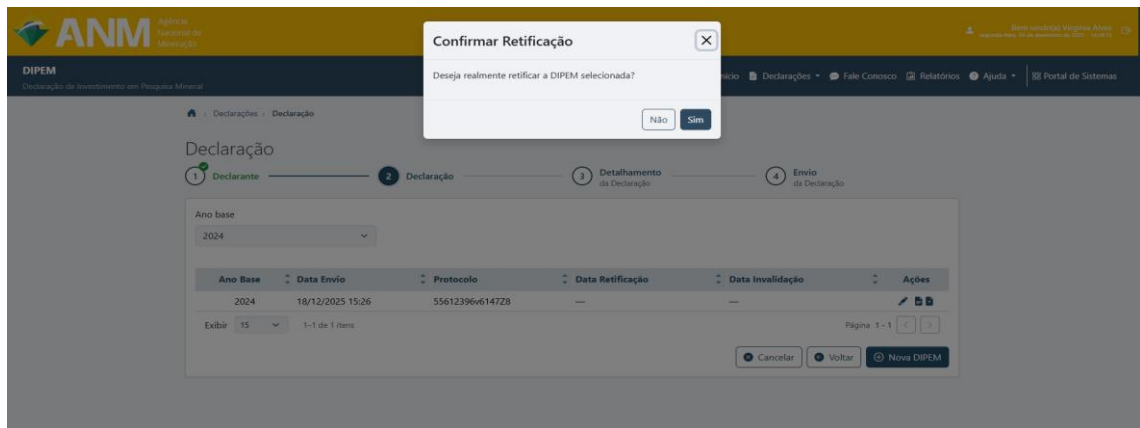 ANM
Agência
Nacional de
Mineração
Confirmar Retificação
Deseja realmente retificar a DIPEM selecionada?
Não
Sim
Bem vindo(a) Virginia Alves
DIPEM
Declaração de Investimento em Pesquisa Mineral
Início Declarações Fale Conosco Relatórios Ajuda Portal de Sistemas
Declarações Declaração
Declaração
1 Declarante 2 Declaração 3 Detalhamento da Declaração 4 Envio da Declaração
Ano base
2024
Ano Base Data Envio Protocolo Data Retificação Data Invalidação Ações
2024 18/12/2025 15:26 55612396v6147Z8 — —
Exibir 15 1–1 de 1 itens Página 1 - 1
Cancelar Voltar Nova DIPEM